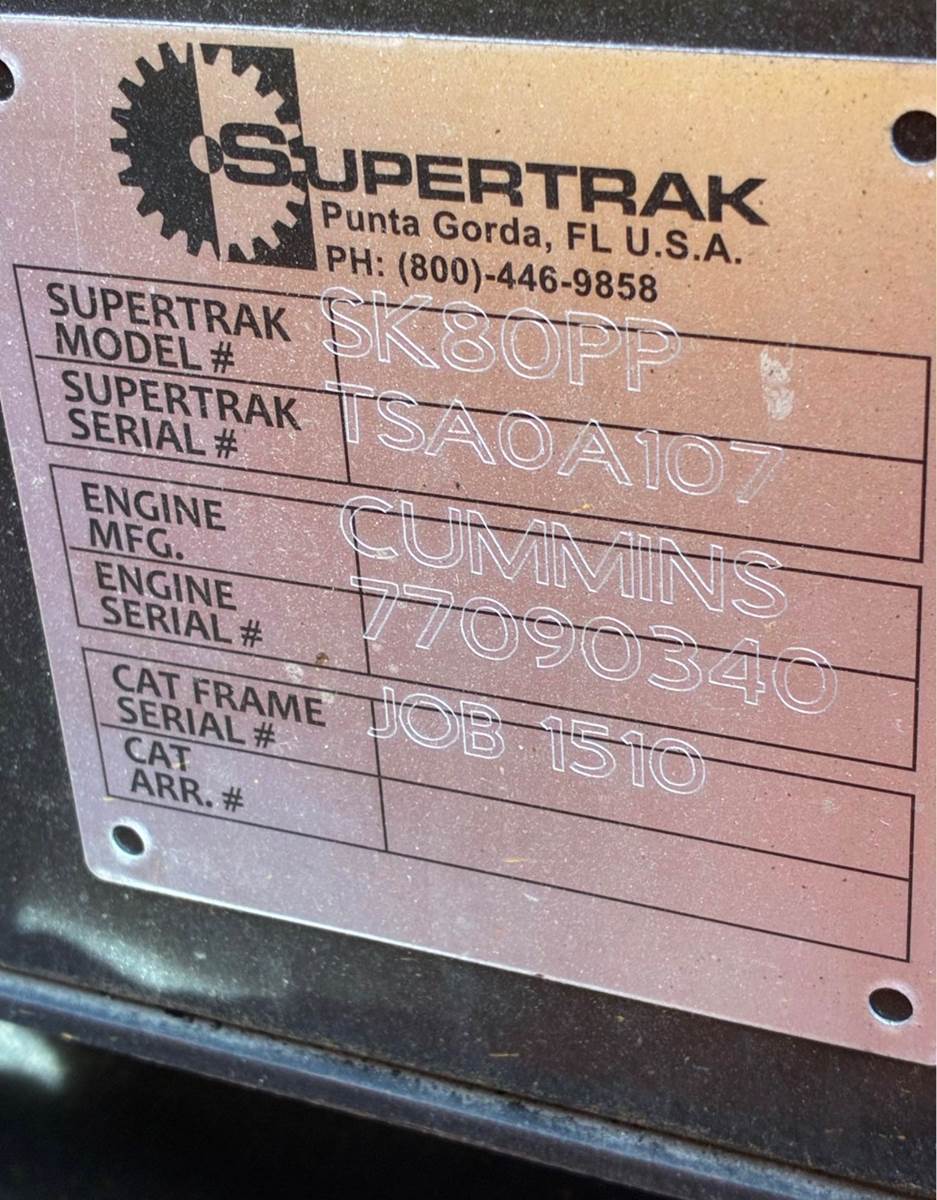 SUPERTRAK
Punta Gorda, FL U.S.A.
PH: (800)-446-9858
SUPERTRAK MODEL # SK80PP
SUPERTRAK SERIAL # TSA0A107
ENGINE MFG. CUMMINS
ENGINE SERIAL # 77090340
CAT FRAME SERIAL # JOB 1510
CAT ARR. #